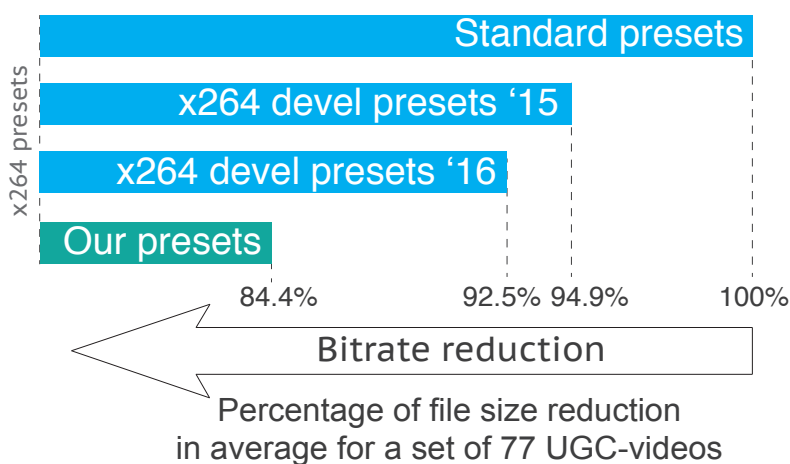 x264 presets
Standard presets
x264 devel presets ‘15
x264 devel presets ‘16
Our presets
84.4% 92.5% 94.9% 100%
Bitrate reduction
Percentage of file size reduction
in average for a set of 77 UGC-videos